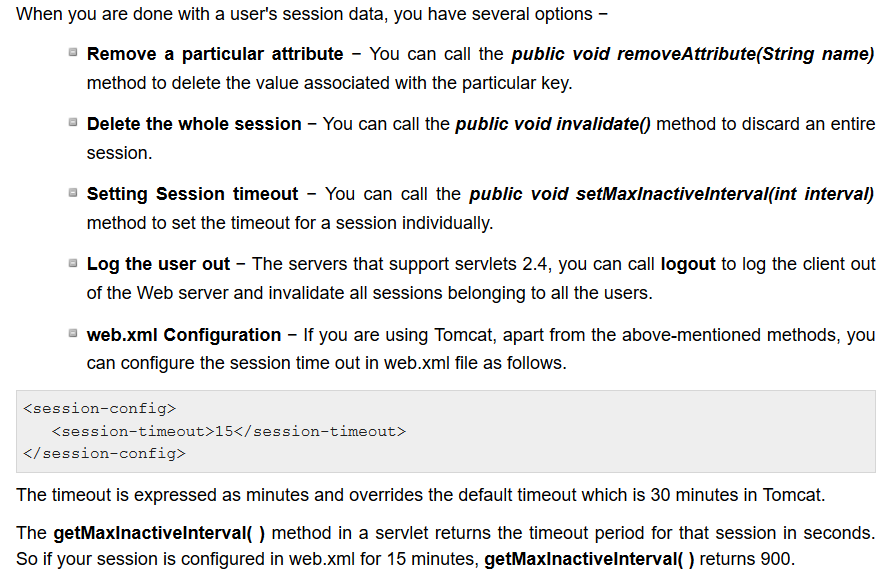 When you are done with a user's session data, you have several options −
Remove a particular attribute − You can call the public void removeAttribute(String name)
method to delete the value associated with the particular key.
Delete the whole session − You can call the public void invalidate() method to discard an entire
session.
Setting Session timeout − You can call the public void setMaxInactiveInterval(int interval)
method to set the timeout for a session individually.
Log the user out − The servers that support servlets 2.4, you can call logout to log the client out
of the Web server and invalidate all sessions belonging to all the users.
web.xml Configuration − If you are using Tomcat, apart from the above-mentioned methods, you
can configure the session time out in web.xml file as follows.
<session-config>
   <session-timeout>15</session-timeout>
</session-config>
The timeout is expressed as minutes and overrides the default timeout which is 30 minutes in Tomcat.
The getMaxInactiveInterval( ) method in a servlet returns the timeout period for that session in seconds.
So if your session is configured in web.xml for 15 minutes, getMaxInactiveInterval( ) returns 900.